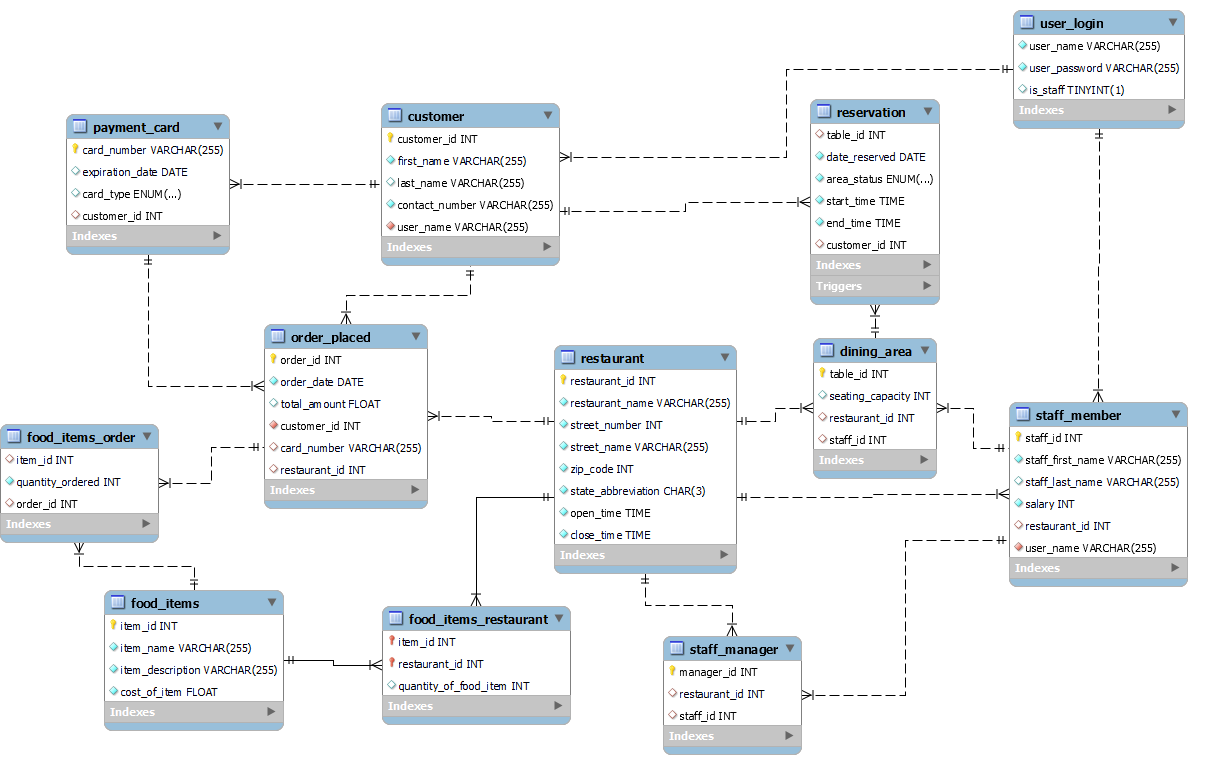 user_login
user_name VARCHAR(255)
user_password VARCHAR(255)
is_staff TINYINT(1)
Indexes
payment_card
card_number VARCHAR(255)
expiration_date DATE
card_type ENUM(...)
customer_id INT
Indexes
customer
customer_id INT
first_name VARCHAR(255)
last_name VARCHAR(255)
contact_number VARCHAR(255)
user_name VARCHAR(255)
Indexes
reservation
table_id INT
date_reserved DATE
area_status ENUM(...)
start_time TIME
end_time TIME
customer_id INT
Indexes
Triggers
order_placed
order_id INT
order_date DATE
total_amount FLOAT
customer_id INT
card_number VARCHAR(255)
restaurant_id INT
Indexes
restaurant
restaurant_id INT
restaurant_name VARCHAR(255)
street_number INT
street_name VARCHAR(255)
zip_code INT
state_abbreviation CHAR(3)
open_time TIME
close_time TIME
Indexes
dining_area
table_id INT
seating_capacity INT
restaurant_id INT
staff_id INT
Indexes
staff_member
staff_id INT
staff_first_name VARCHAR(255)
staff_last_name VARCHAR(255)
salary INT
restaurant_id INT
user_name VARCHAR(255)
Indexes
food_items_order
item_id INT
quantity_ordered INT
order_id INT
Indexes
food_items
item_id INT
item_name VARCHAR(255)
item_description VARCHAR(255)
cost_of_item FLOAT
Indexes
food_items_restaurant
item_id INT
restaurant_id INT
quantity_of_food_item INT
Indexes
staff_manager
manager_id INT
restaurant_id INT
staff_id INT
Indexes